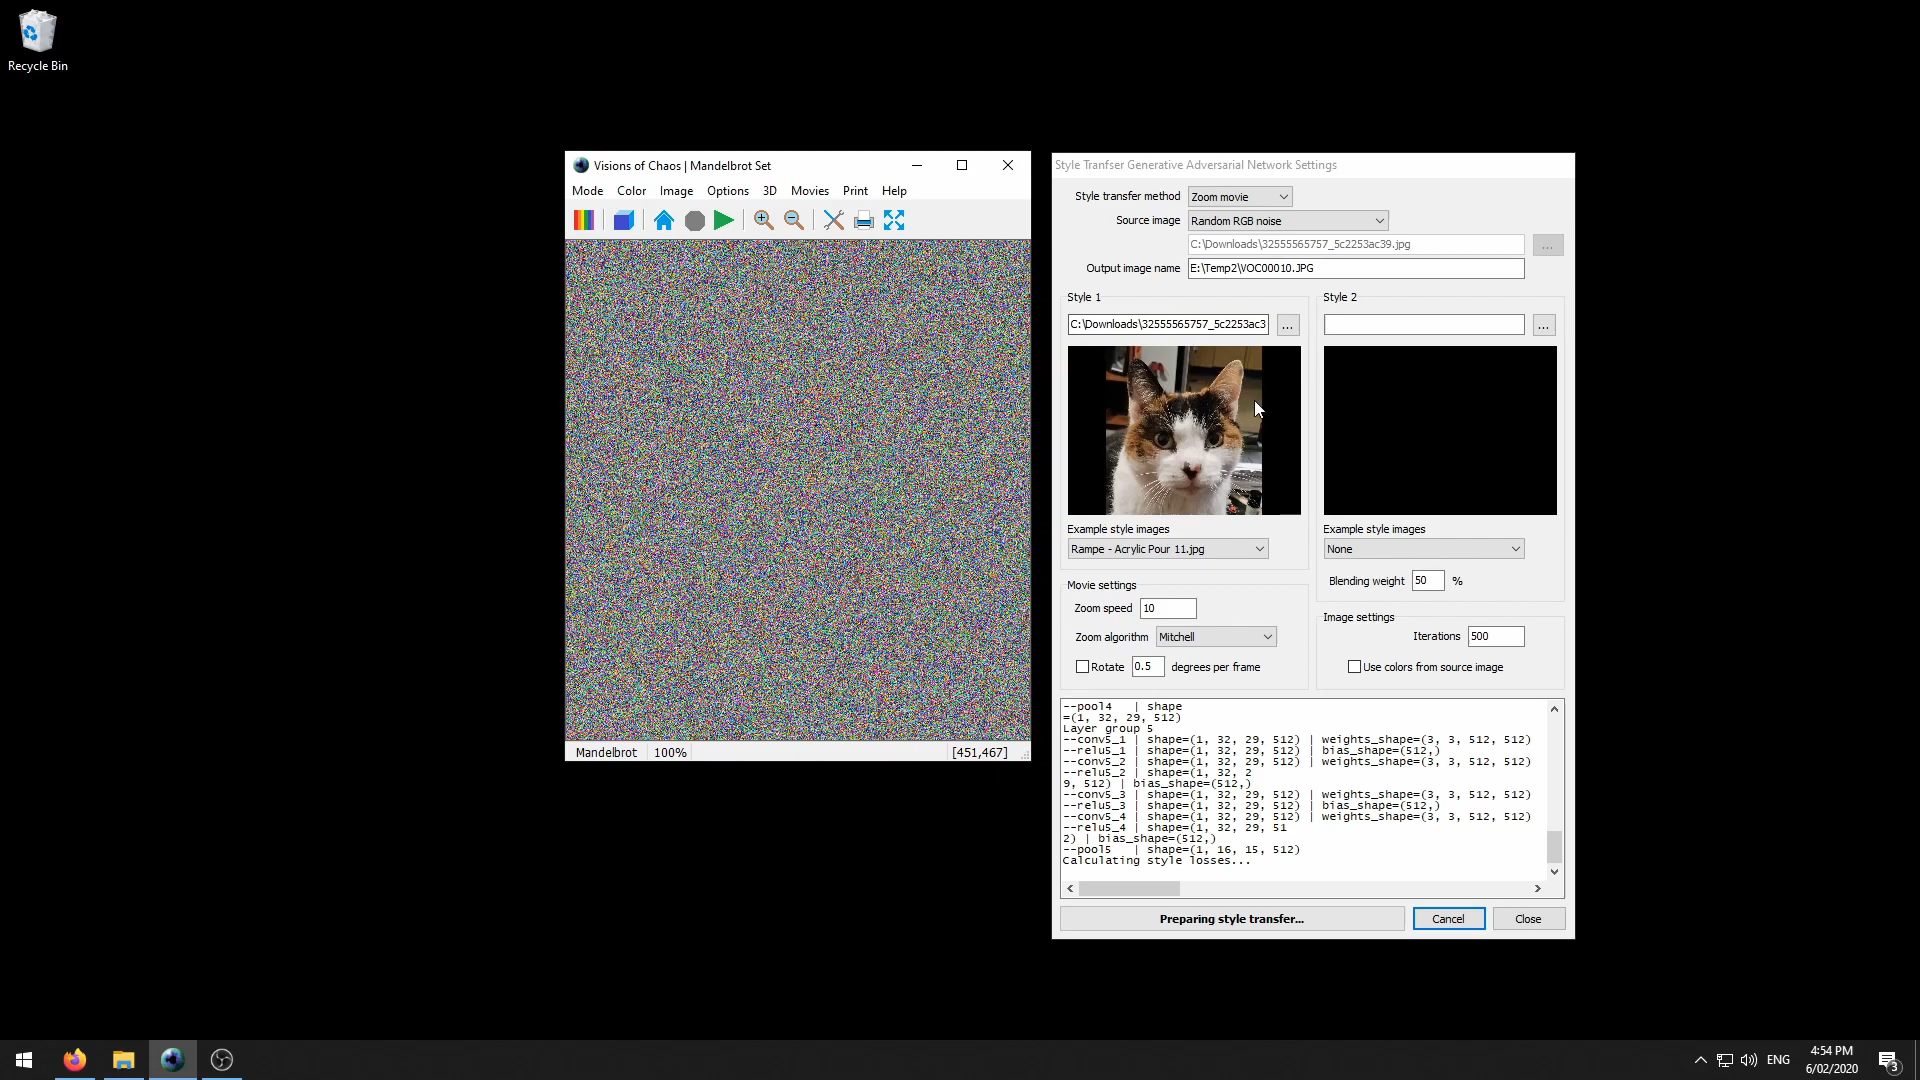 Recycle Bin
Visions of Chaos | Mandelbrot Set
Mode Color Image Options 3D Movies Print Help
Mandelbrot 100% [451,467]
Style Tranfser Generative Adversarial Network Settings
Style transfer method Zoom movie
Source image Random RGB noise
C:\Downloads\32555565757_5c2253ac39.jpg ...
Output image name E:\Temp2\VOC00010.JPG
Style 1
C:\Downloads\32555565757_5c2253ac3 ...
Example style images
Rampe - Acrylic Pour 11.jpg
Style 2
...
Example style images
None
Blending weight 50 %
Movie settings
Zoom speed 10
Zoom algorithm Mitchell
Rotate 0.5 degrees per frame
Image settings
Iterations 500
Use colors from source image
--pool4 | shape
=(1, 32, 29, 512)
Layer group 5
--conv5_1 | shape=(1, 32, 29, 512) | weights_shape=(3, 3, 512, 512)
--relu5_1 | shape=(1, 32, 29, 512) | bias_shape=(512,)
--conv5_2 | shape=(1, 32, 29, 512) | weights_shape=(3, 3, 512, 512)
--relu5_2 | shape=(1, 32, 2
9, 512) | bias_shape=(512,)
--conv5_3 | shape=(1, 32, 29, 512) | weights_shape=(3, 3, 512, 512)
--relu5_3 | shape=(1, 32, 29, 512) | bias_shape=(512,)
--conv5_4 | shape=(1, 32, 29, 512) | weights_shape=(3, 3, 512, 512)
--relu5_4 | shape=(1, 32, 29, 51
2) | bias_shape=(512,)
--pool5 | shape=(1, 16, 15, 512)
Calculating style losses...
Preparing style transfer... Cancel Close
ENG
4:54 PM
6/02/2020
3